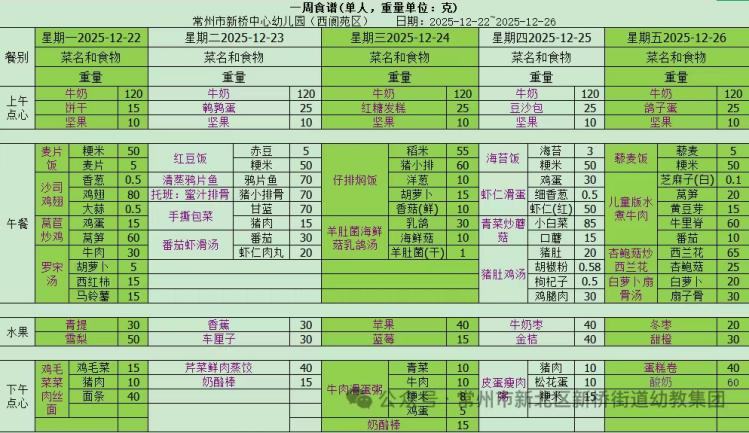 一周食谱(单人，重量单位：克)
常州市新桥中心幼儿园（西阆苑区） 日期：2025-12-22~2025-12-26
餐别 星期一2025-12-22 星期二2025-12-23 星期三2025-12-24 星期四2025-12-25 星期五2025-12-26
菜名和食物 菜名和食物 菜名和食物 菜名和食物 菜名和食物
重量 重量 重量 重量 重量
上午点心
牛奶 120 牛奶 120 牛奶 120 牛奶 120 牛奶 120
饼干 15 鹌鹑蛋 25 红糖发糕 25 豆沙包 25 鸽子蛋 25
坚果 10 坚果 10 坚果 10 坚果 10 坚果 10
午餐
麦片饭 粳米 50
麦片 5
沙司鸡翅 香葱 0.5
鸡翅 80
大蒜 0.5
莴苣炒鸡 鸡蛋 15
莴笋 60
罗宋汤 牛肉 30
胡萝卜 5
西红柿 15
马铃薯 15
红豆饭 赤豆 5
粳米 50
清蒸鸦片鱼 鸦片鱼 70
托班：蜜汁排骨 猪小排骨 70
手撕包菜 甘蓝 70
猪肉 15
番茄虾滑汤 番茄 30
虾仁肉丸 20
仔排焖饭 稻米 55
猪小排 60
洋葱 10
胡萝卜 15
香菇(鲜) 10
羊肚菌海鲜菇乳鸽汤 乳鸽 30
海鲜菇 10
羊肚菌(干) 1
海苔饭 海苔 3
粳米 50
虾仁滑蛋 鸡蛋 30
细香葱 0.5
虾仁(红) 50
青菜炒蘑菇 小白菜 85
口蘑 15
猪肚鸡汤 猪肚 20
胡椒粉 0.58
枸杞子 0.5
鸡腿肉 30
藜麦饭 藜麦 5
粳米 50
儿童版水煮牛肉 芝麻子(白) 0.1
莴笋 20
黄豆芽 15
牛里脊 60
番茄 10
杏鲍菇炒西兰花 西兰花 65
杏鲍菇 25
白萝卜扇骨汤 白萝卜 20
扇子骨 30
水果
青提 30 香蕉 30 苹果 40 牛奶枣 40 冬枣 20
雪梨 50 车厘子 30 蓝莓 15 金桔 40 甜橙 30
下午点心
鸡毛菜菜肉丝面 鸡毛菜 15
猪肉 10
面条 40
芹菜鲜肉蒸饺 40
奶酪棒 15
牛肉滑蛋粥 青菜 10
牛肉 10
粳米 8
鸡蛋 5
奶酪棒 15
皮蛋瘦肉粥 猪肉 10
松花蛋 10
粳米 15
蛋糕卷 40
酸奶 60
公众号·常州市新北区新桥街道幼教集团